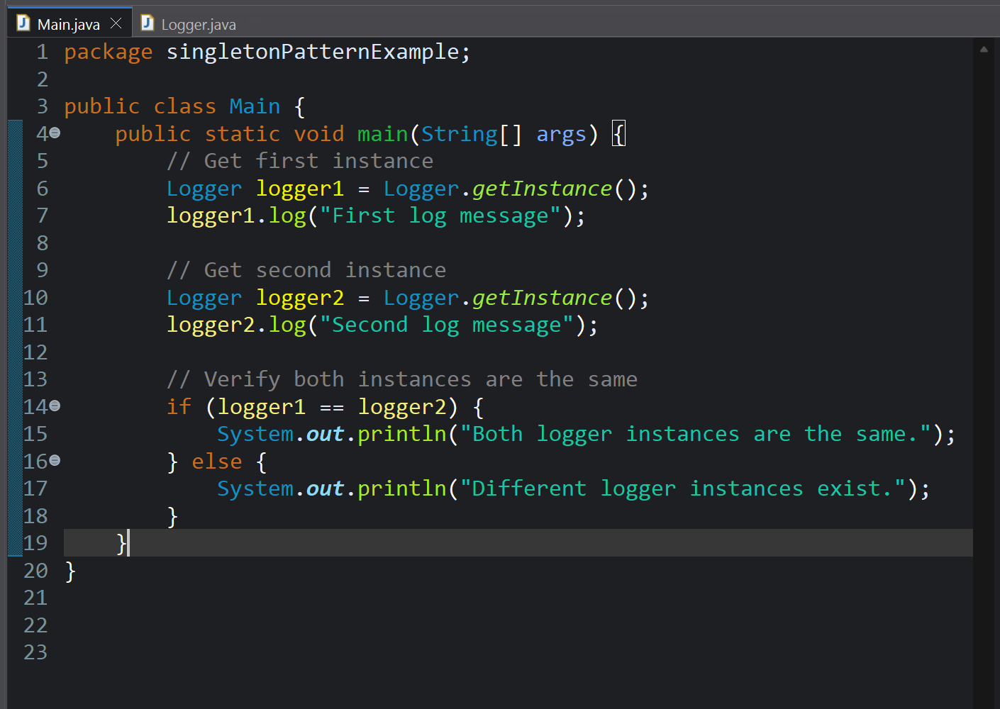 Main.java Logger.java
1 package singletonPatternExample;
2
3 public class Main {
4     public static void main(String[] args) {
5         // Get first instance
6         Logger logger1 = Logger.getInstance();
7         logger1.log("First log message");
8
9         // Get second instance
10         Logger logger2 = Logger.getInstance();
11         logger2.log("Second log message");
12
13         // Verify both instances are the same
14         if (logger1 == logger2) {
15             System.out.println("Both logger instances are the same.");
16         } else {
17             System.out.println("Different logger instances exist.");
18         }
19     }
20 }
21
22
23